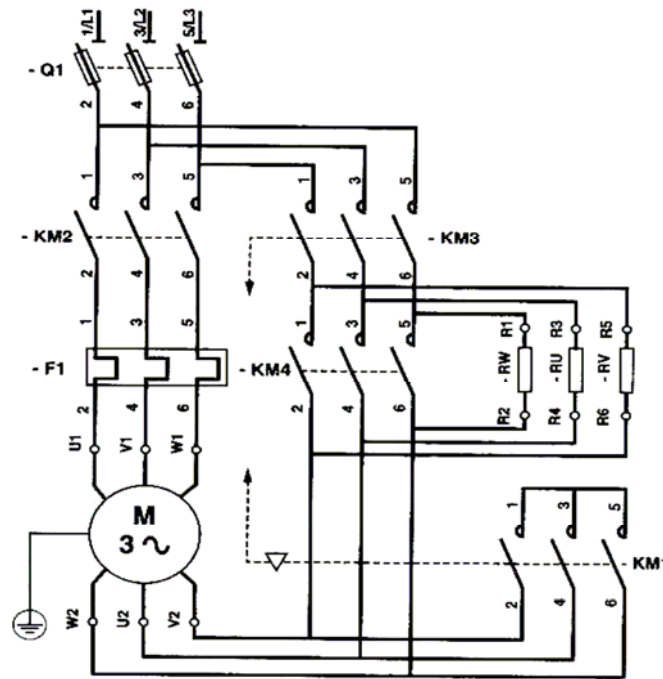 1/L1 3/L2 5/L3
- Q1
2 4 6
1 3 5 1 3 5
- KM2 - KM3
2 4 6 2 4 6
1 3 5 1 3 5 R1 R3 R5
- F1 - KM4 - RW - RU - RV
2 4 6 2 4 6 R2 R4 R6
U1 V1 W1
M
3 ~
1 3 5
KM1
2 4 6
W2 U2 V2